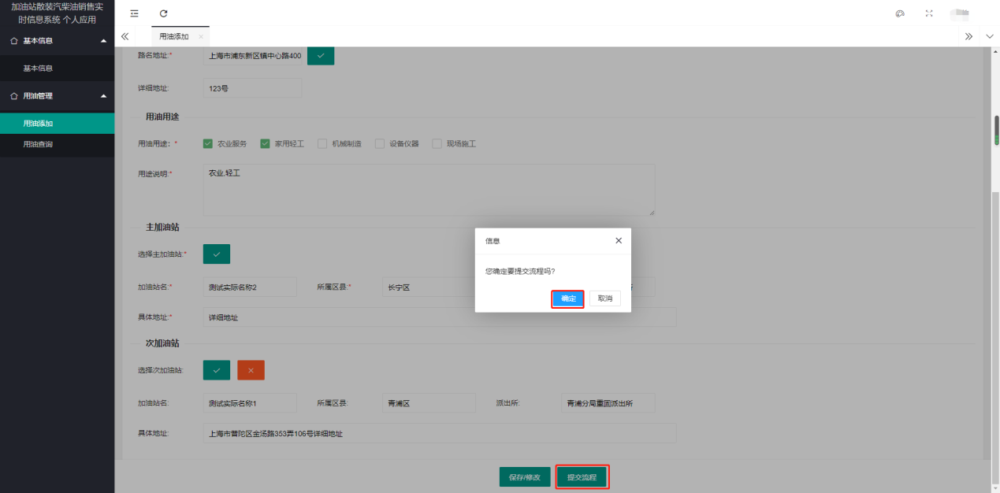 加油站散装汽柴油销售实
时信息系统 个人应用
基本信息
基本信息
用油管理
用油添加
用油查询
用油添加
路名地址:* 上海市浦东新区镇中心路400
详细地址: 123号
用油用途
用油用途: * 农业服务 家用轻工 机械制造 设备仪器 现场施工
用途说明:* 农业,轻工
主加油站
选择主加油站:*
加油站名:* 测试实际名称2 所属区县:* 长宁区
具体地址:* 详细地址
信息
您确定要提交流程吗?
确定 取消
次加油站
选择次加油站:
加油站名: 测试实际名称1 所属区县: 青浦区 派出所: 青浦分局重固派出所
具体地址: 上海市普陀区金汤路353弄106号详细地址
保存/修改 提交流程